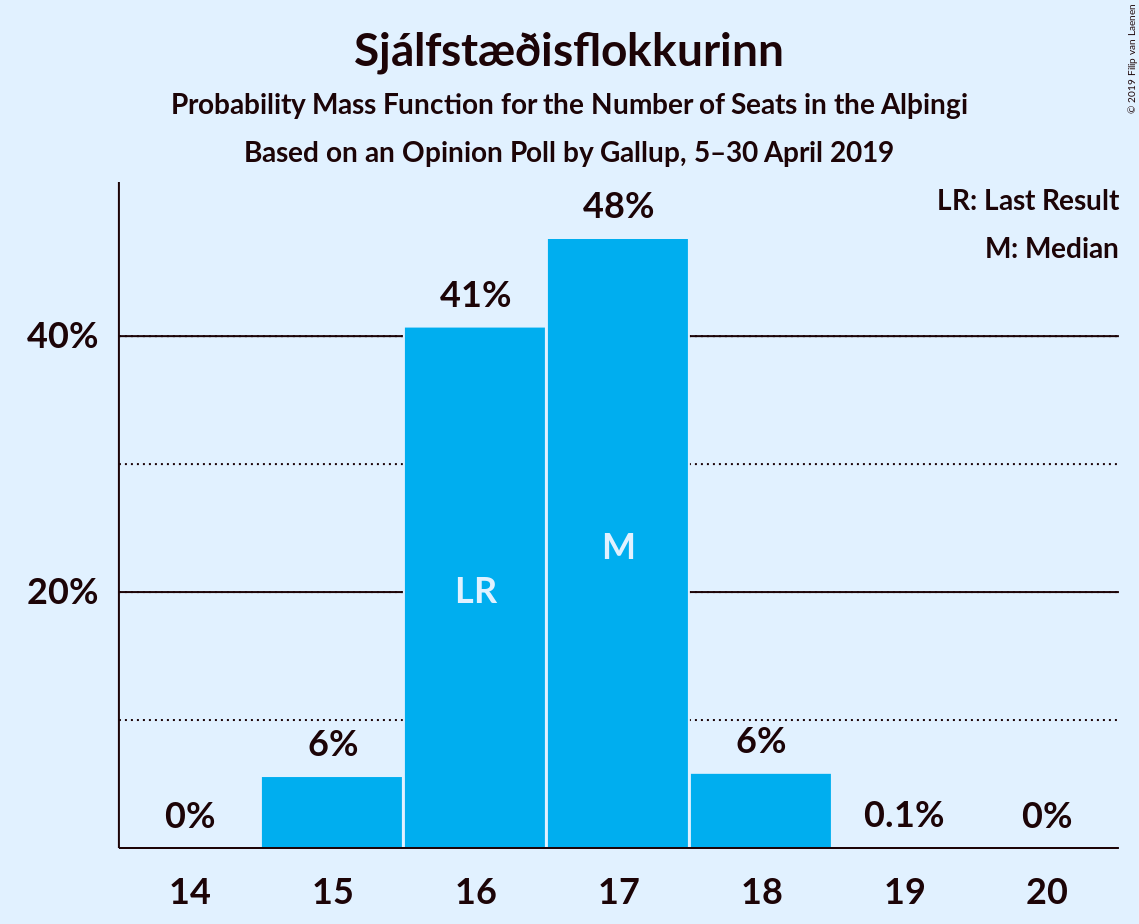 Sjálfstæðisflokkurinn
Probability Mass Function for the Number of Seats in the Alþingi
Based on an Opinion Poll by Gallup, 5–30 April 2019
© 2019 Filip van Laenen
LR: Last Result
M: Median
48%
41%
40%
M
LR
20%
6%
6%
0%
0.1%
0%
14 15 16 17 18 19 20